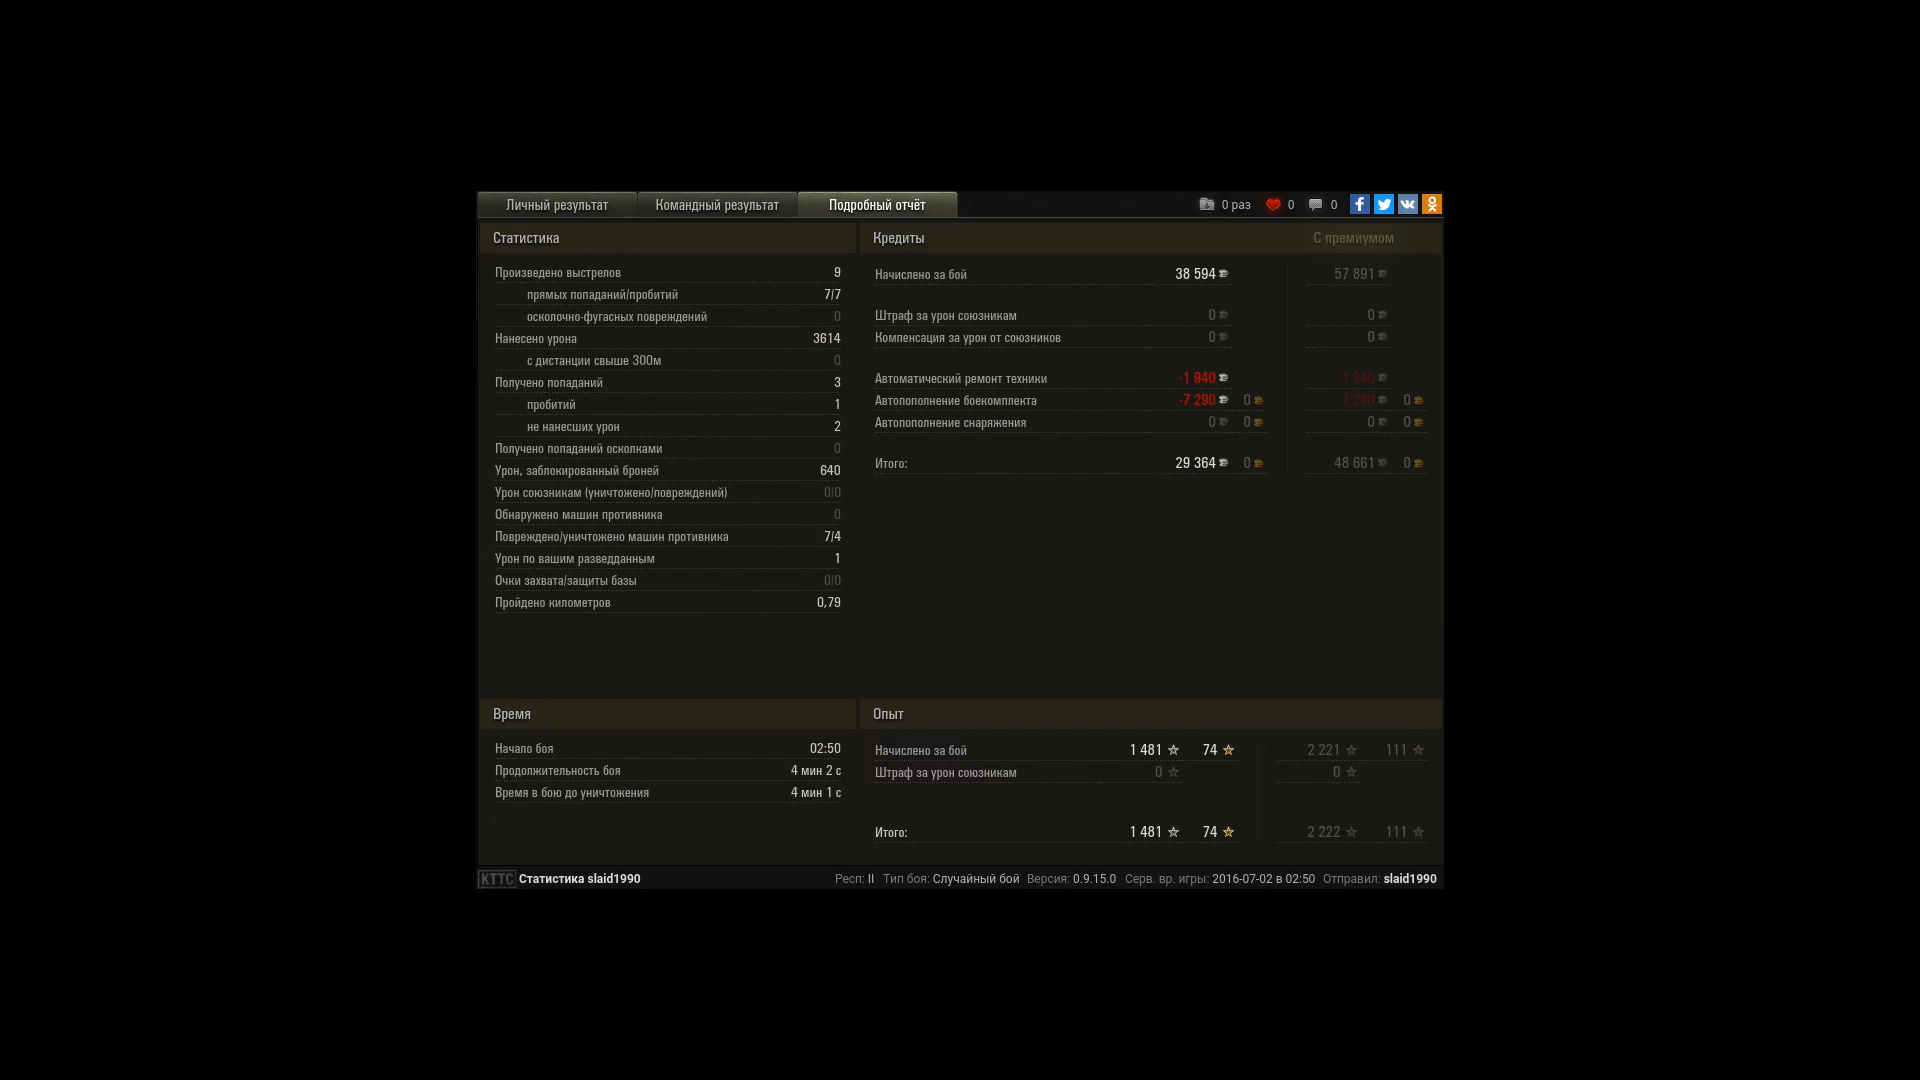 Личный результат Командный результат Подробный отчёт 0 раз 0 0
Статистика
Произведено выстрелов 9
прямых попаданий/пробитий 7/7
осколочно-фугасных повреждений 0
Нанесено урона 3614
с дистанции свыше 300м 0
Получено попаданий 3
пробитий 1
не нанесших урон 2
Получено попаданий осколками 0
Урон, заблокированный броней 640
Урон союзникам (уничтожено/повреждений) 0/0
Обнаружено машин противника 0
Повреждено/уничтожено машин противника 7/4
Урон по вашим разведданным 1
Очки захвата/защиты базы 0/0
Пройдено километров 0,79
Кредиты С премиумом
Начислено за бой 38 594 57 891
Штраф за урон союзникам 0 0
Компенсация за урон от союзников 0 0
Автоматический ремонт техники -1 940 -1 940
Автопополнение боекомплекта -7 290 0 -7 290 0
Автопополнение снаряжения 0 0 0 0
Итого: 29 364 0 48 661 0
Время
Начало боя 02:50
Продолжительность боя 4 мин 2 с
Время в бою до уничтожения 4 мин 1 с
Опыт
Начислено за бой 1 481 74 2 221 111
Штраф за урон союзникам 0 0
Итого: 1 481 74 2 222 111
КТТС Статистика slaid1990 Респ: II Тип боя: Случайный бой Версия: 0.9.15.0 Серв. вр. игры: 2016-07-02 в 02:50 Отправил: slaid1990